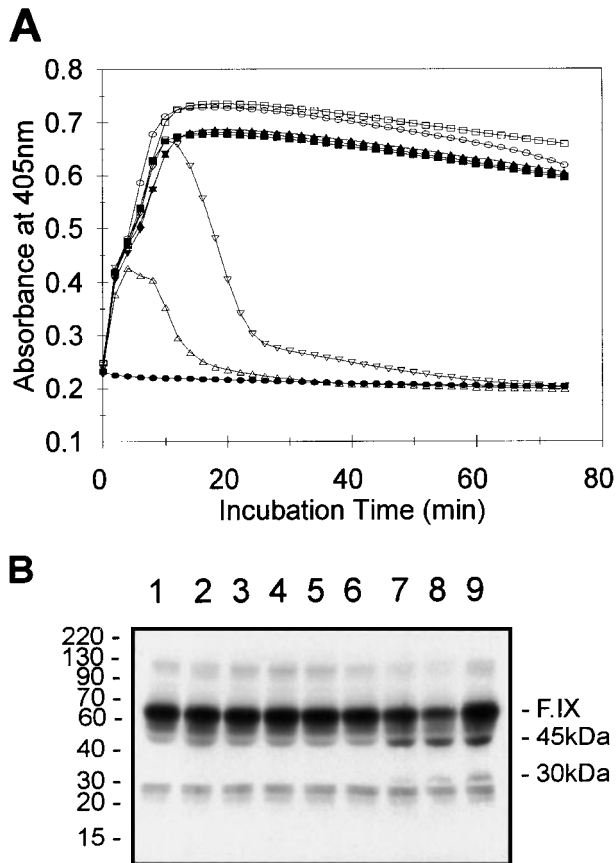 A
0.8
0.7
0.6
0.5
0.4
0.3
0.2
0.1
Absorbance at 405nm
0 20 40 60 80
Incubation Time (min)
B
1 2 3 4 5 6 7 8 9
220 -
130 -
90 -
70 -
60 -
40 -
30 -
20 -
15 -
- F.IX
- 45kDa
- 30kDa